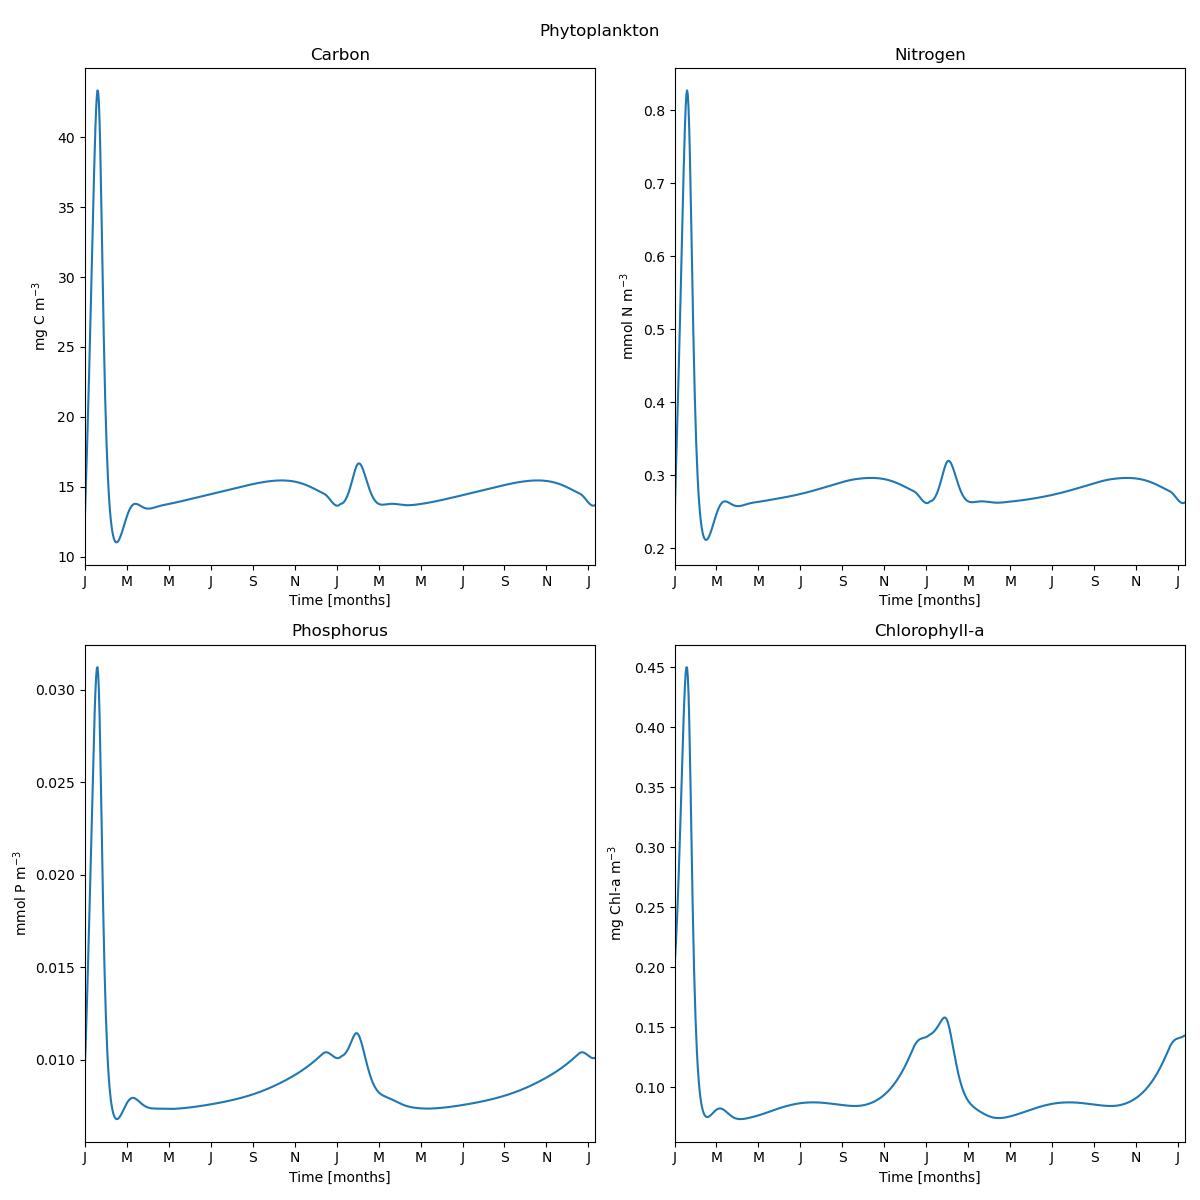 Phytoplankton
Carbon
40
35
30
25
20
15
10
mg C m⁻³
J M M J S N J M M J S N J
Time [months]
Nitrogen
0.8
0.7
0.6
0.5
0.4
0.3
0.2
mmol N m⁻³
J M M J S N J M M J S N J
Time [months]
Phosphorus
0.030
0.025
0.020
0.015
0.010
mmol P m⁻³
J M M J S N J M M J S N J
Time [months]
Chlorophyll-a
0.45
0.40
0.35
0.30
0.25
0.20
0.15
0.10
mg Chl-a m⁻³
J M M J S N J M M J S N J
Time [months]